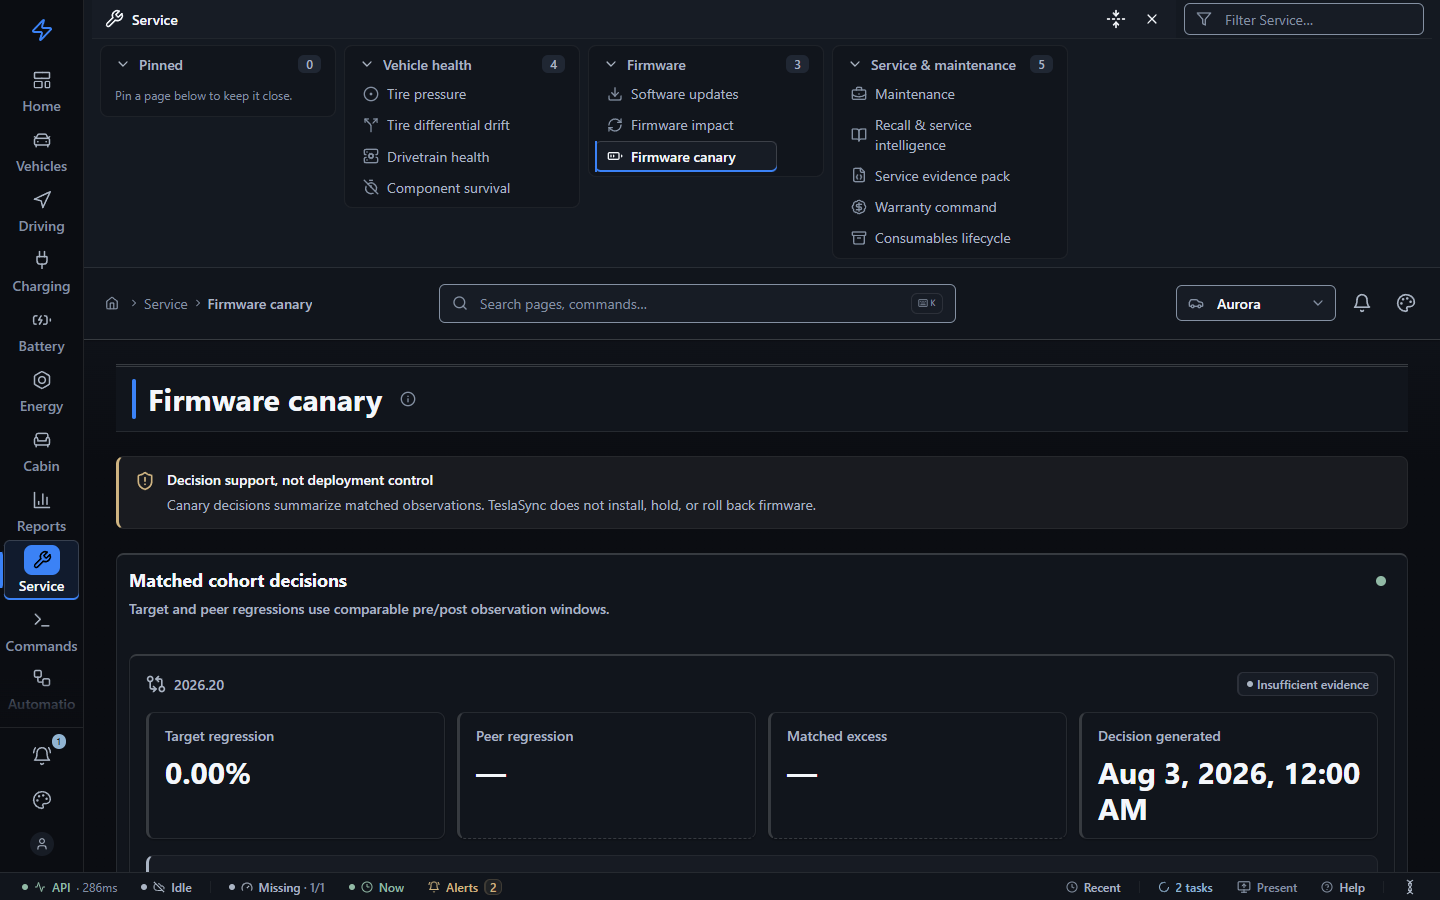 Service
Filter Service...
Pinned
0
Pin a page below to keep it close.
Vehicle health
4
Tire pressure
Tire differential drift
Drivetrain health
Component survival
Firmware
3
Software updates
Firmware impact
Firmware canary
Service & maintenance
5
Maintenance
Recall & service
intelligence
Service evidence pack
Warranty command
Consumables lifecycle
Home
Vehicles
Driving
Charging
Battery
Energy
Cabin
Reports
Service
Commands
Automatio
1
Service
Firmware canary
Search pages, commands...
K
Aurora
Firmware canary
Decision support, not deployment control
Canary decisions summarize matched observations. TeslaSync does not install, hold, or roll back firmware.
Matched cohort decisions
Target and peer regressions use comparable pre/post observation windows.
2026.20
Insufficient evidence
Target regression
0.00%
Peer regression
—
Matched excess
—
Decision generated
Aug 3, 2026, 12:00
AM
API · 286ms
Idle
Missing · 1/1
Now
Alerts 2
Recent
2 tasks
Present
Help